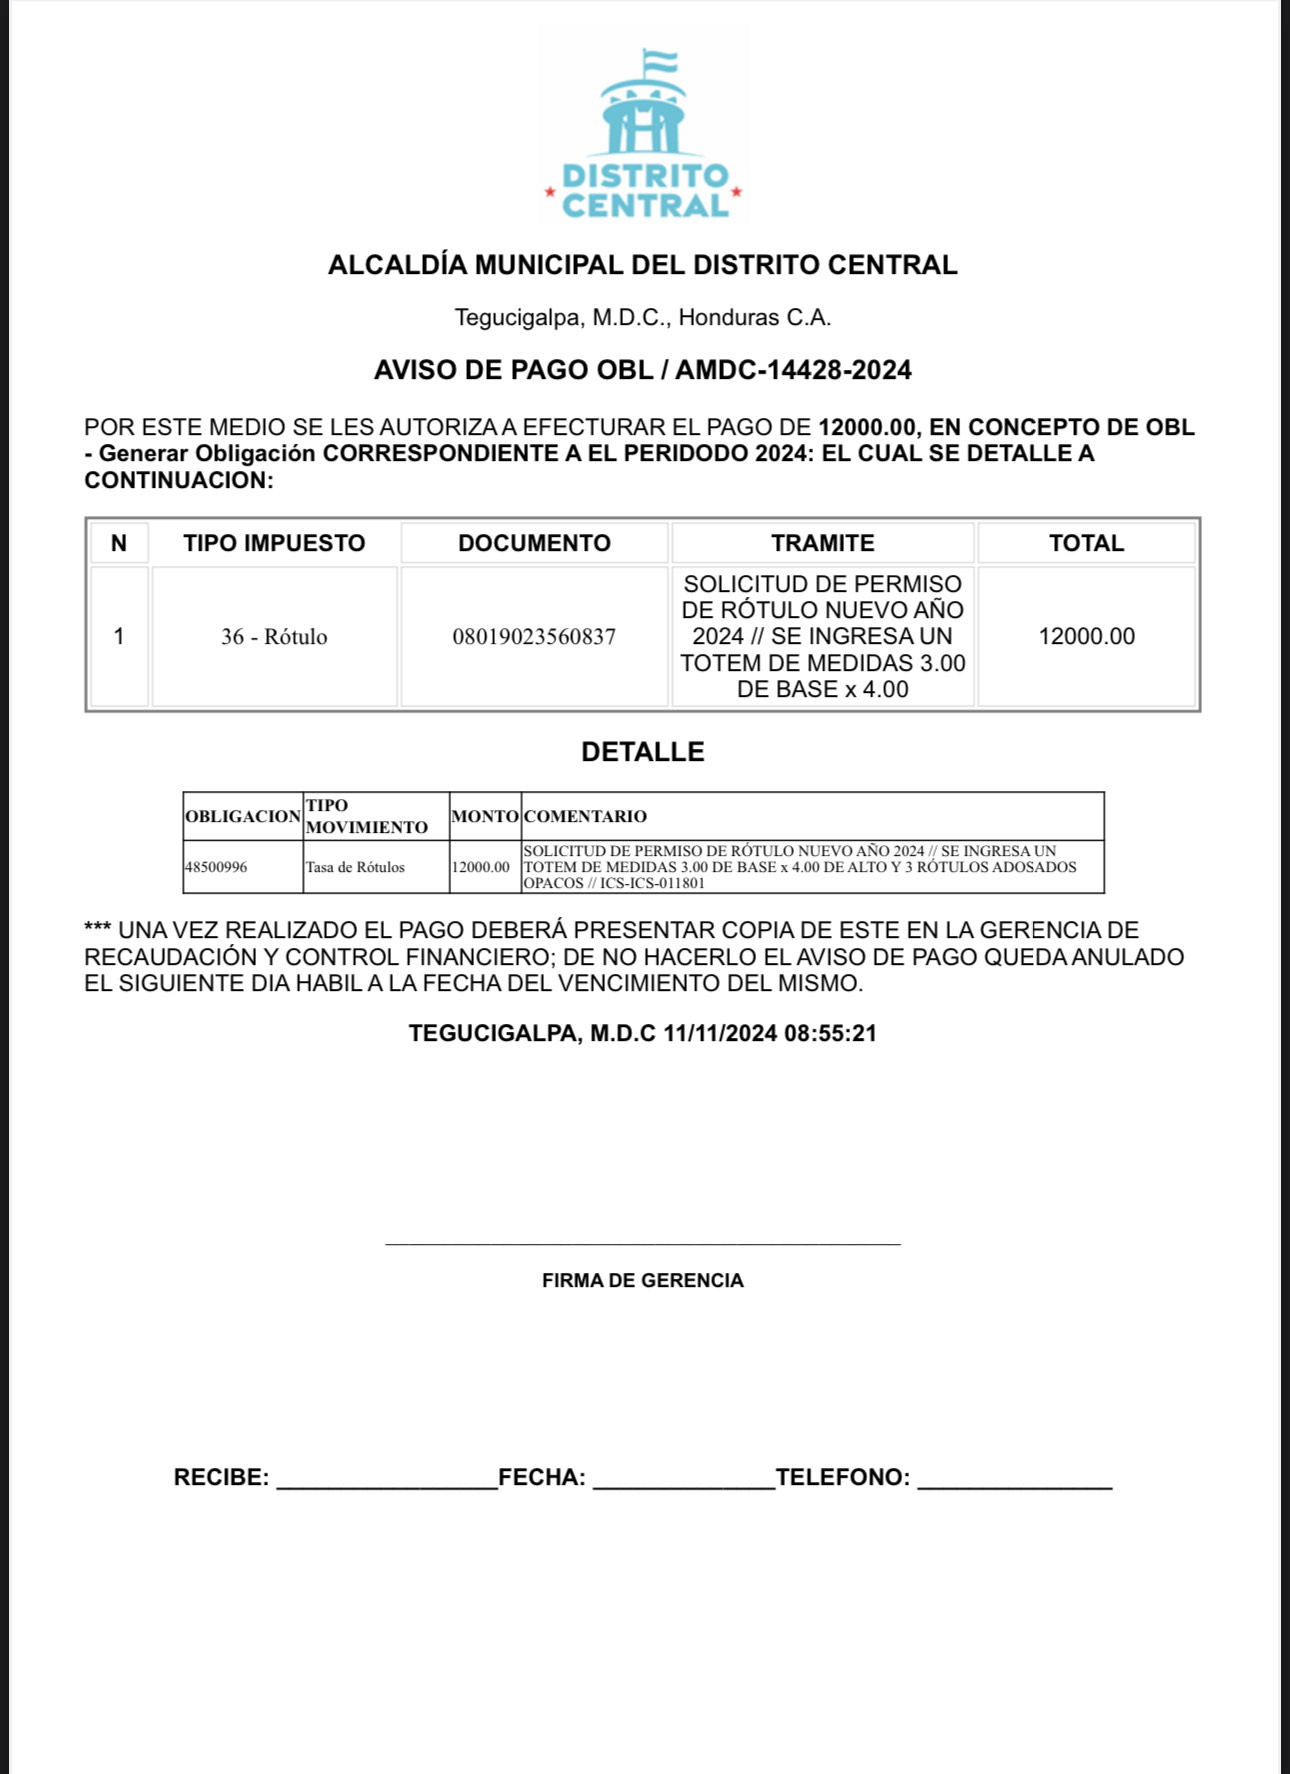 DISTRITO
CENTRAL
ALCALDÍA MUNICIPAL DEL DISTRITO CENTRAL
Tegucigalpa, M.D.C., Honduras C.A.
AVISO DE PAGO OBL / AMDC-14428-2024
POR ESTE MEDIO SE LES AUTORIZA A EFECTURAR EL PAGO DE 12000.00, EN CONCEPTO DE OBL
- Generar Obligación CORRESPONDIENTE A EL PERIDODO 2024: EL CUAL SE DETALLE A
CONTINUACION:
N TIPO IMPUESTO DOCUMENTO TRAMITE TOTAL
1 36 - Rótulo 08019023560837 SOLICITUD DE PERMISO
DE RÓTULO NUEVO AÑO
2024 // SE INGRESA UN
TOTEM DE MEDIDAS 3.00
DE BASE x 4.00
12000.00
DETALLE
OBLIGACION TIPO
MOVIMIENTO MONTO COMENTARIO
48500996 Tasa de Rótulos 12000.00 SOLICITUD DE PERMISO DE RÓTULO NUEVO AÑO 2024 // SE INGRESA UN
TOTEM DE MEDIDAS 3.00 DE BASE x 4.00 DE ALTO Y 3 RÓTULOS ADOSADOS
OPACOS // ICS-ICS-011801
*** UNA VEZ REALIZADO EL PAGO DEBERÁ PRESENTAR COPIA DE ESTE EN LA GERENCIA DE
RECAUDACIÓN Y CONTROL FINANCIERO; DE NO HACERLO EL AVISO DE PAGO QUEDA ANULADO
EL SIGUIENTE DIA HABIL A LA FECHA DEL VENCIMIENTO DEL MISMO.
TEGUCIGALPA, M.D.C 11/11/2024 08:55:21
FIRMA DE GERENCIA
RECIBE: _________________FECHA: ______________TELEFONO: _______________